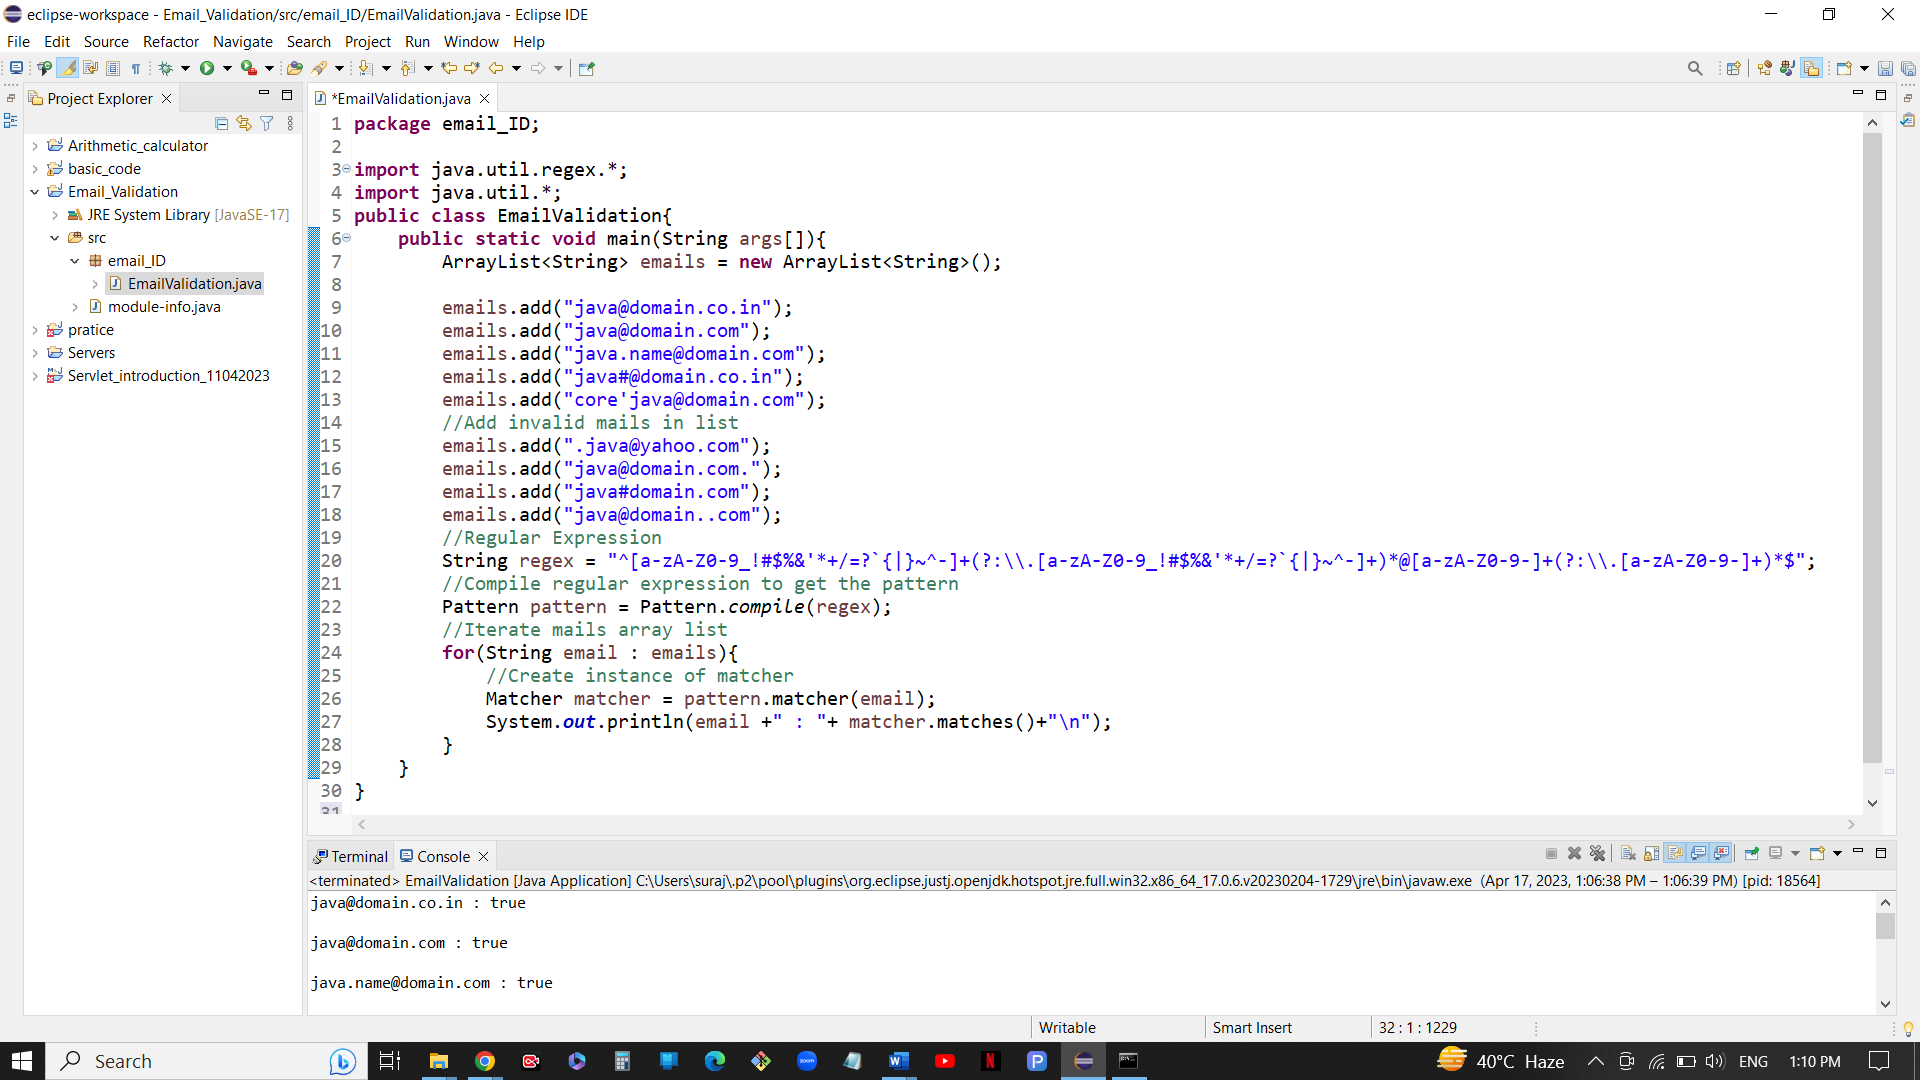 eclipse-workspace - Email_Validation/src/email_ID/EmailValidation.java - Eclipse IDE
File Edit Source Refactor Navigate Search Project Run Window Help
Project Explorer
Arithmetic_calculator
basic_code
Email_Validation
JRE System Library [JavaSE-17]
src
email_ID
EmailValidation.java
module-info.java
pratice
Servers
Servlet_introduction_11042023
*EmailValidation.java
1 package email_ID;
2
3 import java.util.regex.*;
4 import java.util.*;
5 public class EmailValidation{
6     public static void main(String args[]){
7         ArrayList<String> emails = new ArrayList<String>();
8
9         emails.add("java@domain.co.in");
10         emails.add("java@domain.com");
11         emails.add("java.name@domain.com");
12         emails.add("java#@domain.co.in");
13         emails.add("core'java@domain.com");
14         //Add invalid mails in list
15         emails.add(".java@yahoo.com");
16         emails.add("java@domain.com.");
17         emails.add("java#domain.com");
18         emails.add("java@domain..com");
19         //Regular Expression
20         String regex = "^[a-zA-Z0-9_!#$%&'*+/=?`{|}~^-]+(?:\\.[a-zA-Z0-9_!#$%&'*+/=?`{|}~^-]+)*@[a-zA-Z0-9-]+(?:\\.[a-zA-Z0-9-]+)*$";
21         //Compile regular expression to get the pattern
22         Pattern pattern = Pattern.compile(regex);
23         //Iterate mails array list
24         for(String email : emails){
25             //Create instance of matcher
26             Matcher matcher = pattern.matcher(email);
27             System.out.println(email +" : "+ matcher.matches()+"\n");
28         }
29     }
30 }
31
Terminal Console
<terminated> EmailValidation [Java Application] C:\Users\suraj\.p2\pool\plugins\org.eclipse.justj.openjdk.hotspot.jre.full.win32.x86_64_17.0.6.v20230204-1729\jre\bin\javaw.exe (Apr 17, 2023, 1:06:38 PM – 1:06:39 PM) [pid: 18564]
java@domain.co.in : true
java@domain.com : true
java.name@domain.com : true
Writable Smart Insert 32 : 1 : 1229
Search zoom 40°C Haze ENG 1:10 PM